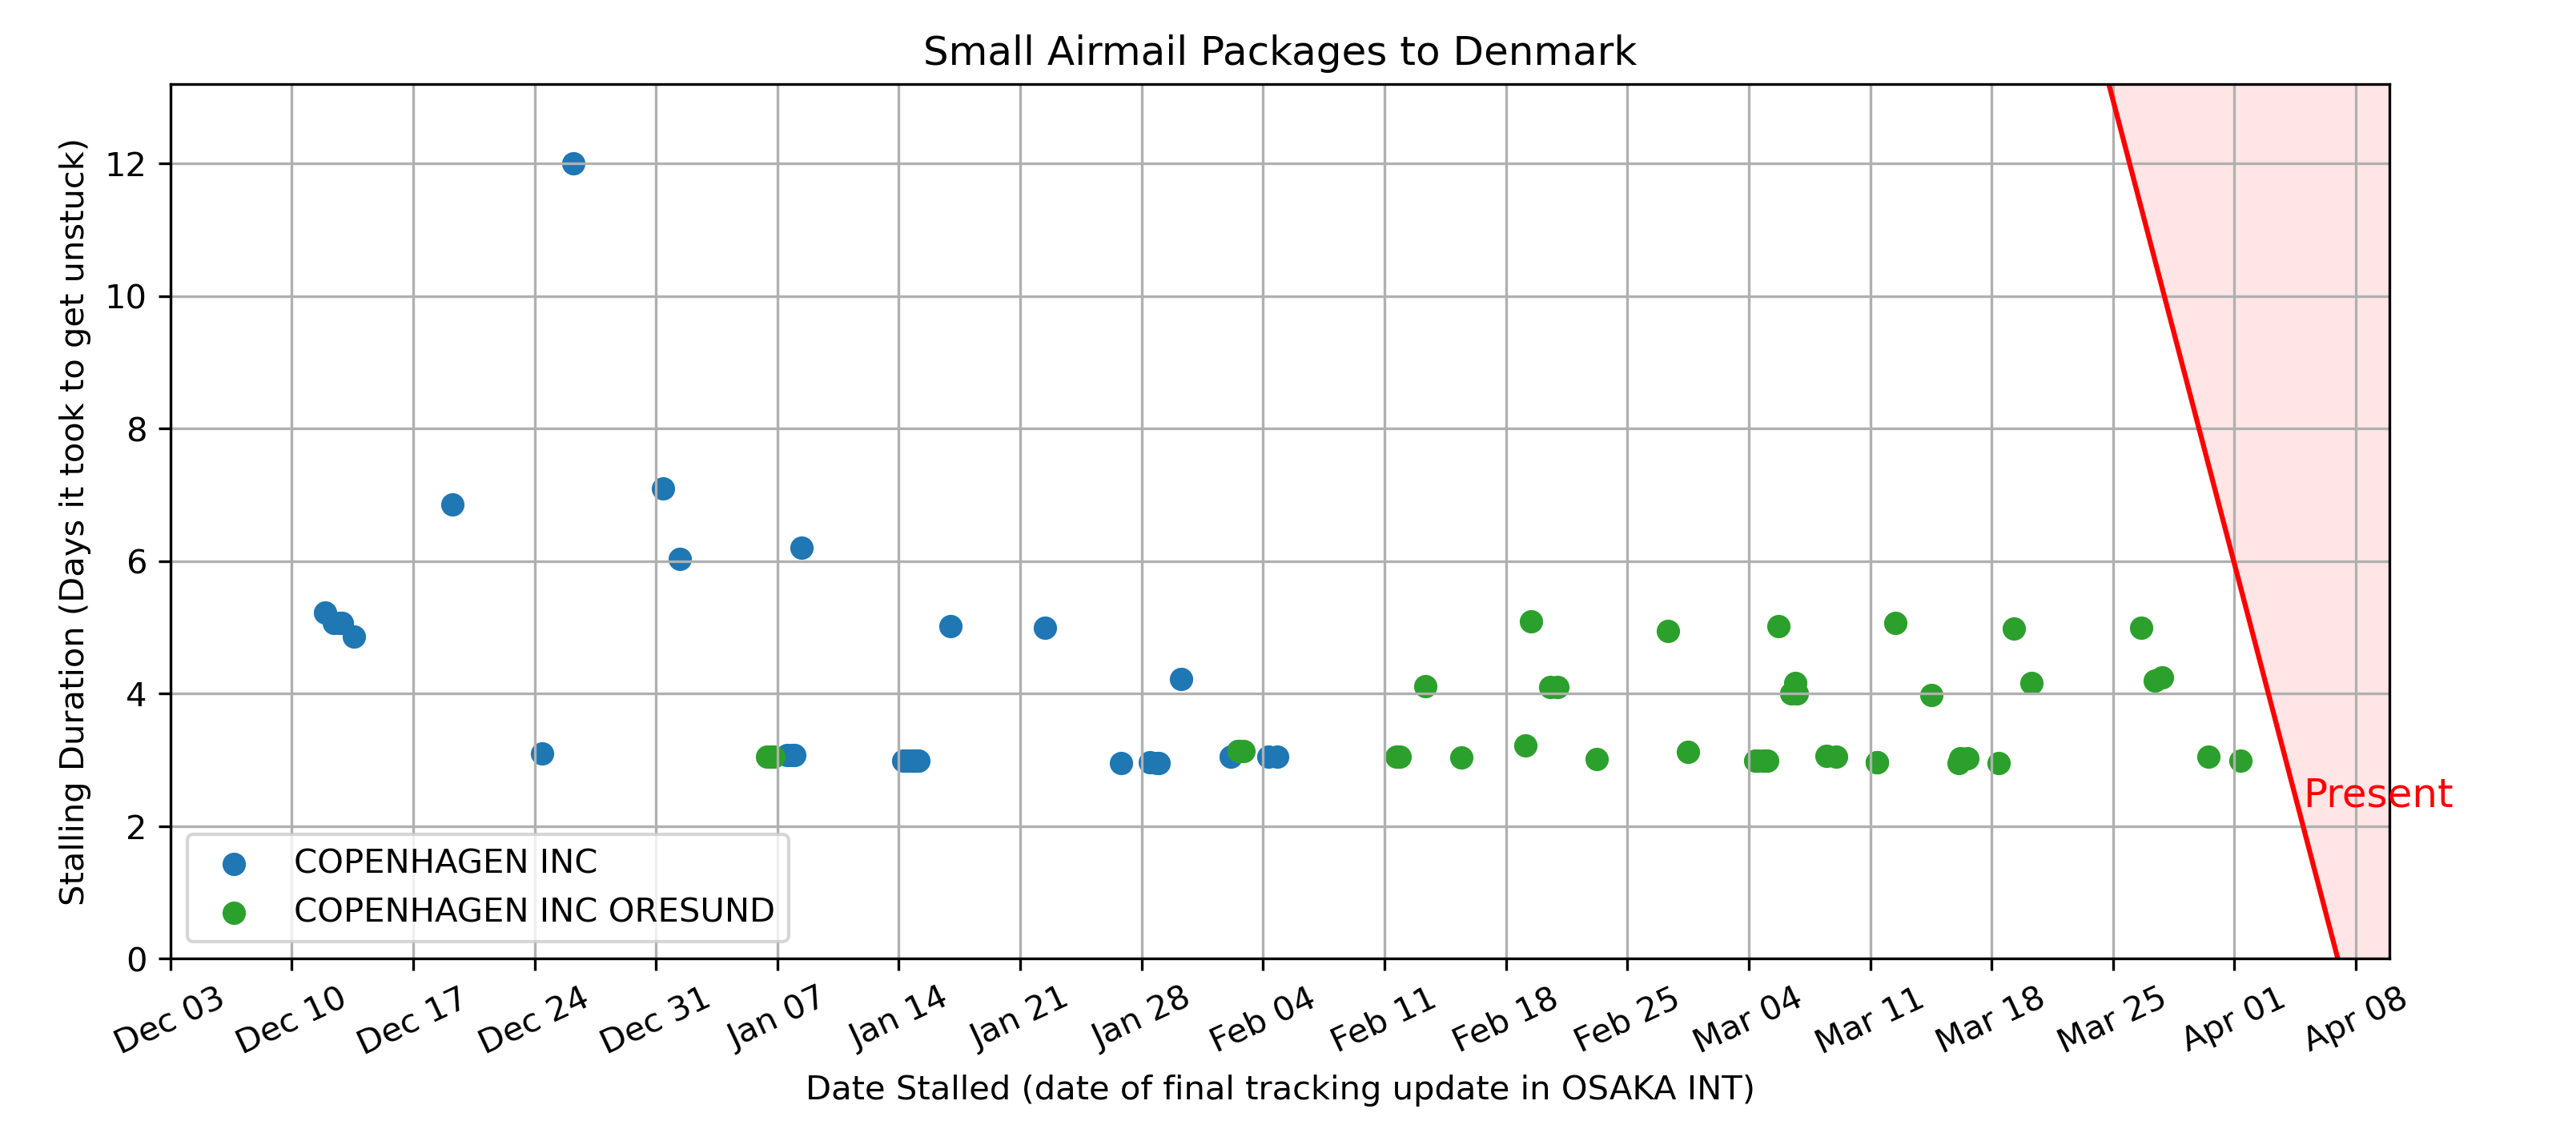 Small Airmail Packages to Denmark
Stalling Duration (Days it took to get unstuck)
12
10
8
6
4
2
0
Present
COPENHAGEN INC
COPENHAGEN INC ORESUND
Dec 03
Dec 10
Dec 17
Dec 24
Dec 31
Jan 07
Jan 14
Jan 21
Jan 28
Feb 04
Feb 11
Feb 18
Feb 25
Mar 04
Mar 11
Mar 18
Mar 25
Apr 01
Apr 08
Date Stalled (date of final tracking update in OSAKA INT)